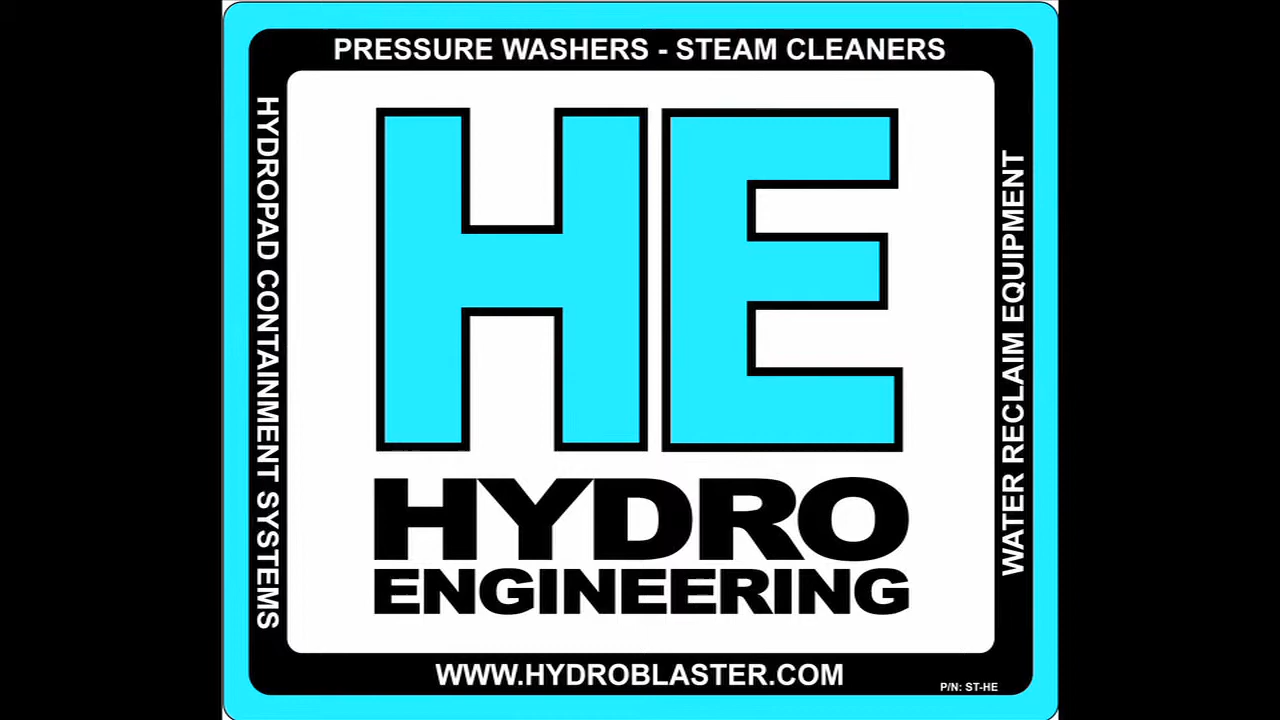 PRESSURE WASHERS - STEAM CLEANERS
HYDROPAD CONTAINMENT SYSTEMS
HE
HYDRO
ENGINEERING
WATER RECLAIM EQUIPMENT
WWW.HYDROBLASTER.COM
P/N: ST-HE